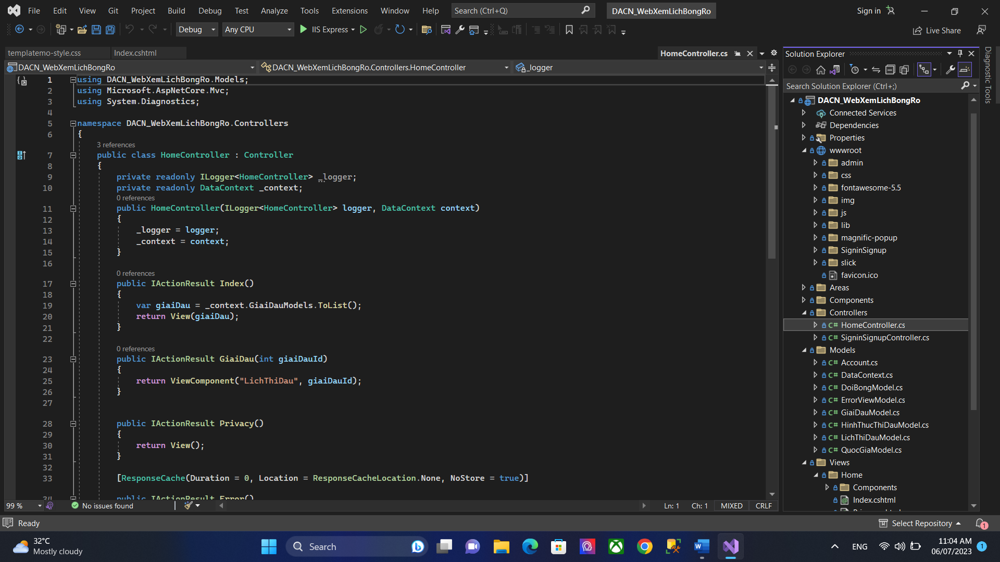 File Edit View Git Project Build Debug Test Analyze Tools Extensions Window Help Search (Ctrl+Q) DACN_WebXemLichBongRo Sign in
Debug Any CPU IIS Express Live Share
templatemo-style.css Index.cshtml HomeController.cs
DACN_WebXemLichBongRo DACN_WebXemLichBongRo.Controllers.HomeController _logger
1 using DACN_WebXemLichBongRo.Models;
2 using Microsoft.AspNetCore.Mvc;
3 using System.Diagnostics;
4
5 namespace DACN_WebXemLichBongRo.Controllers
6 {
3 references
7 public class HomeController : Controller
8 {
9 private readonly ILogger<HomeController> _logger;
10 private readonly DataContext _context;
0 references
11 public HomeController(ILogger<HomeController> logger, DataContext context)
12 {
13 _logger = logger;
14 _context = context;
15 }
16
0 references
17 public IActionResult Index()
18 {
19 var giaiDau = _context.GiaiDauModels.ToList();
20 return View(giaiDau);
21 }
22
0 references
23 public IActionResult GiaiDau(int giaiDauId)
24 {
25 return ViewComponent("LichThiDau", giaiDauId);
26 }
27
28 public IActionResult Privacy()
29 {
30 return View();
31 }
32
33 [ResponseCache(Duration = 0, Location = ResponseCacheLocation.None, NoStore = true)]
34 public IActionResult Error()
99 % No issues found Ln: 1 Ch: 1 MIXED CRLF
Solution Explorer
Search Solution Explorer (Ctrl+;)
DACN_WebXemLichBongRo
Connected Services
Dependencies
Properties
wwwroot
admin
css
fontawesome-5.5
img
js
lib
magnific-popup
SigninSignup
slick
favicon.ico
Areas
Components
Controllers
C# HomeController.cs
C# SigninSignupController.cs
Models
C# Account.cs
C# DataContext.cs
C# DoiBongModel.cs
C# ErrorViewModel.cs
C# GiaiDauModel.cs
C# HinhThucThiDauModel.cs
C# LichThiDauModel.cs
C# QuocGiaModel.cs
Views
Home
Components
Index.cshtml
Diagnostic Tools
Ready Select Repository 1
32°C
Mostly cloudy
Search
ENG
11:04 AM
06/07/2023
1